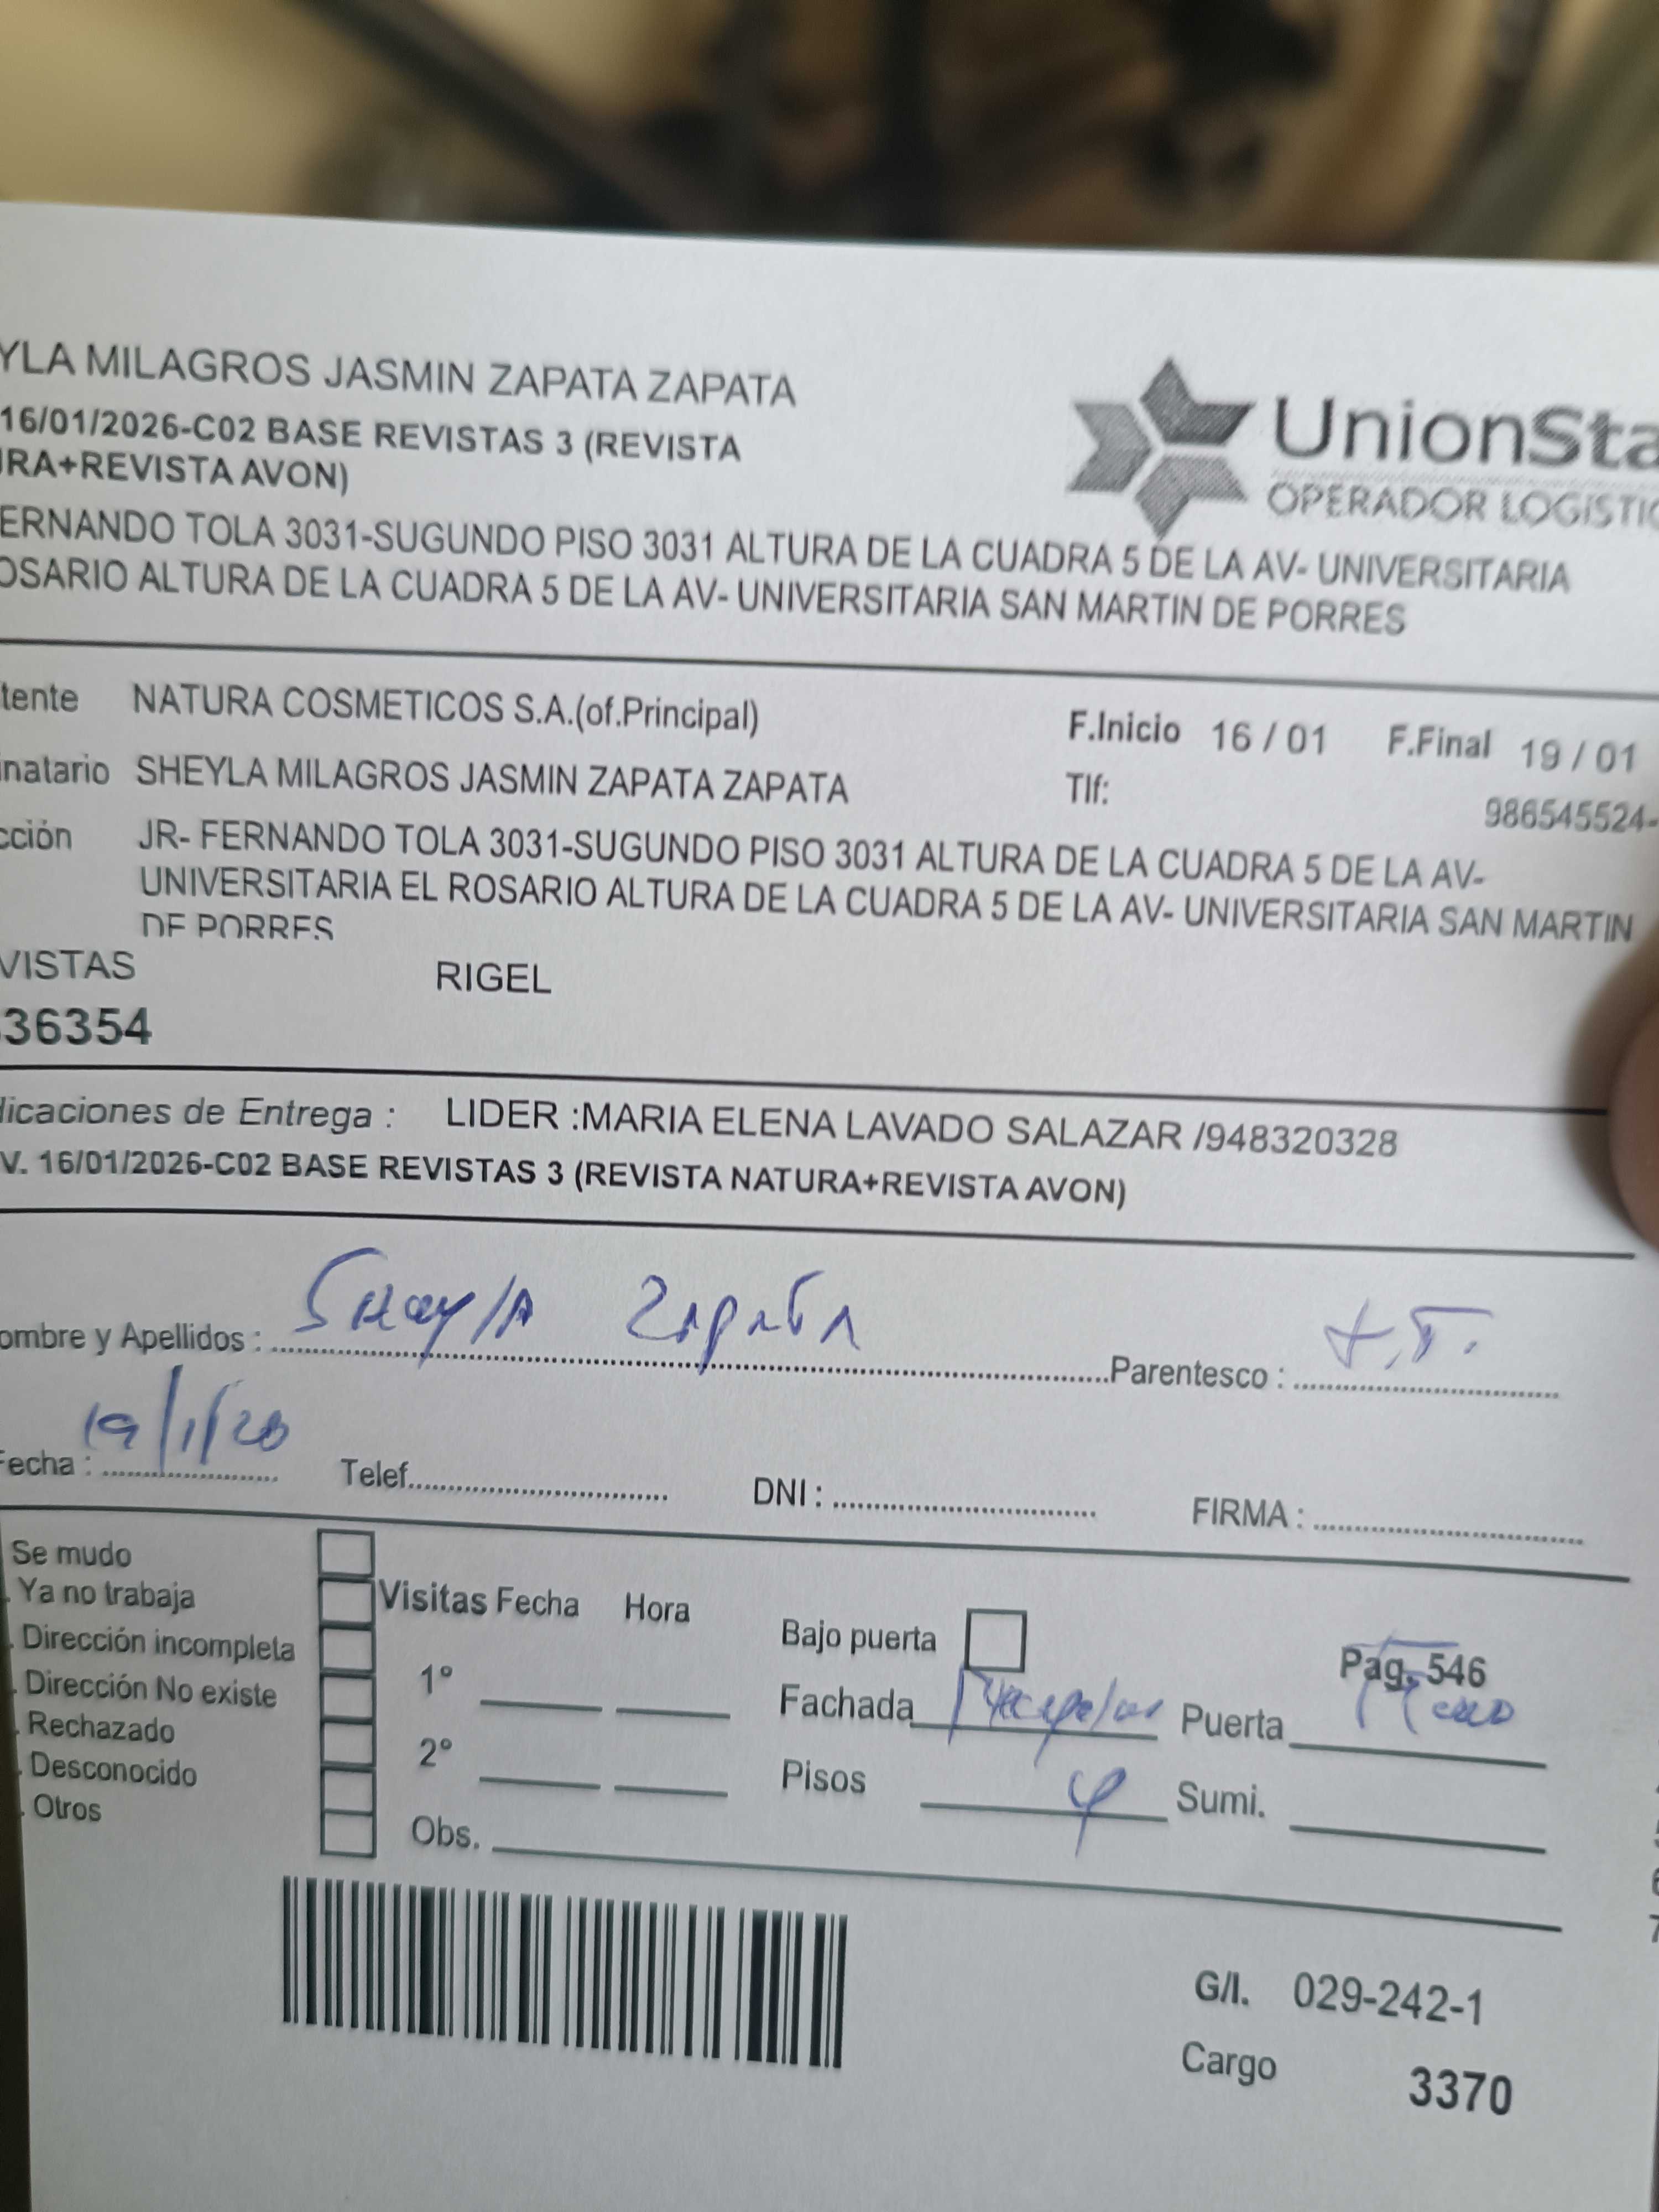 YLA MILAGROS JASMIN ZAPATA ZAPATA
16/01/2026-C02 BASE REVISTAS 3 (REVISTA
RA+REVISTA AVON)
UnionSta
OPERADOR LOGÍSTIC
ERNANDO TOLA 3031-SUGUNDO PISO 3031 ALTURA DE LA CUADRA 5 DE LA AV- UNIVERSITARIA
OSARIO ALTURA DE LA CUADRA 5 DE LA AV- UNIVERSITARIA SAN MARTIN DE PORRES
tente NATURA COSMETICOS S.A.(of.Principal) F.Inicio 16 / 01 F.Final 19 / 01
inatario SHEYLA MILAGROS JASMIN ZAPATA ZAPATA Tlf: 986545524-
cción JR- FERNANDO TOLA 3031-SUGUNDO PISO 3031 ALTURA DE LA CUADRA 5 DE LA AV-
UNIVERSITARIA EL ROSARIO ALTURA DE LA CUADRA 5 DE LA AV- UNIVERSITARIA SAN MARTIN
DE PORRES
VISTAS RIGEL
36354
dicaciones de Entrega : LIDER :MARIA ELENA LAVADO SALAZAR /948320328
V. 16/01/2026-C02 BASE REVISTAS 3 (REVISTA NATURA+REVISTA AVON)
ombre y Apellidos : Zapata Parentesco :
Fecha : Telef. DNI : FIRMA :
Se mudo
Ya no trabaja Visitas Fecha Hora
Dirección incompleta Bajo puerta Pag. 546
Dirección No existe 1° Fachada Puerta
Rechazado
Desconocido 2° Pisos 4 Sumi.
Otros Obs.
G/I. 029-242-1
Cargo 3370